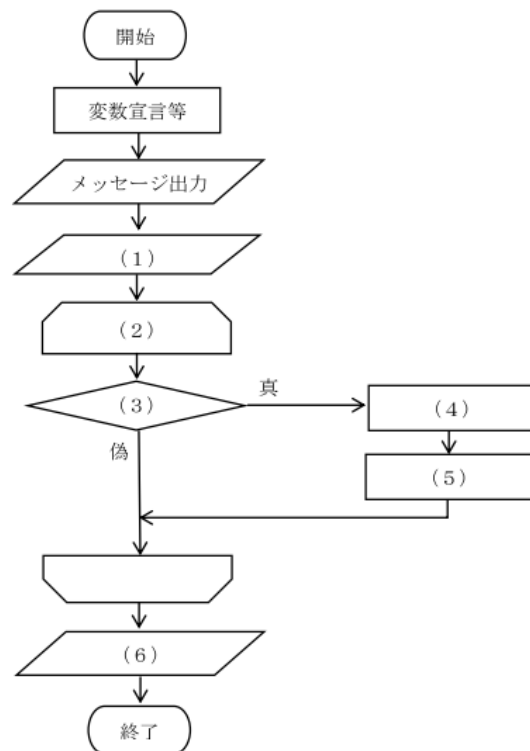 開始
変数宣言等
メッセージ出力
(1)
(2)
(3)
真
(4)
偽
(5)
(6)
終了